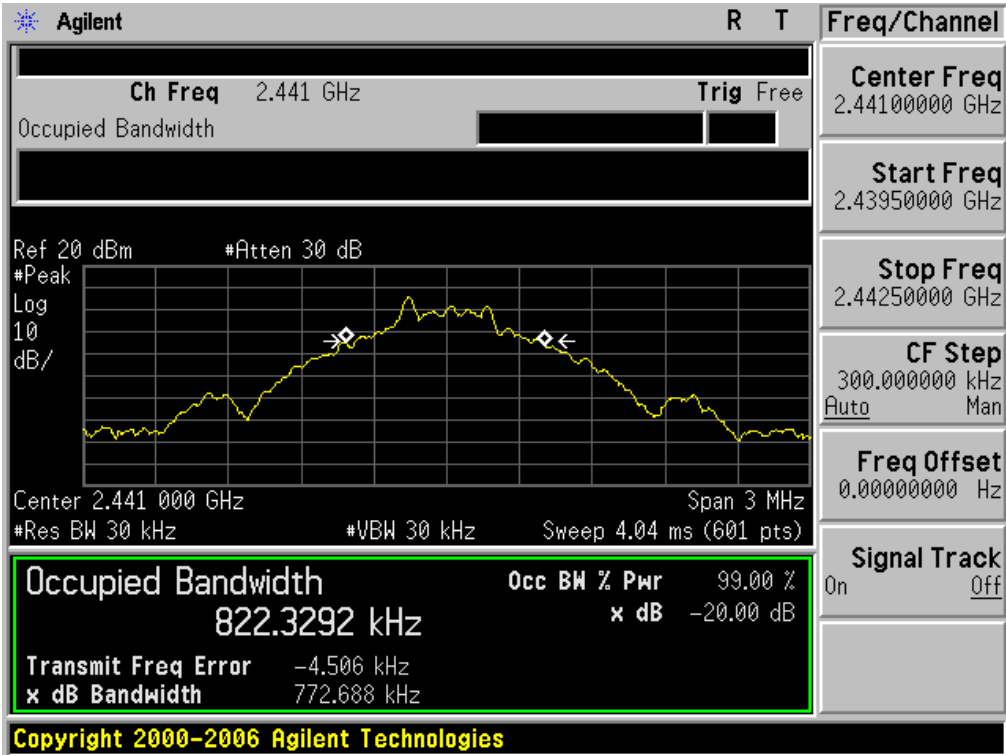 Agilent R T
Freq/Channel
Ch Freq 2.441 GHz Trig Free
Occupied Bandwidth
Ref 20 dBm #Atten 30 dB
#Peak
Log
10
dB/
Center 2.441 000 GHz Span 3 MHz
#Res BW 30 kHz #VBW 30 kHz Sweep 4.04 ms (601 pts)
Occupied Bandwidth Occ BW % Pwr 99.00 %
822.3292 kHz x dB -20.00 dB
Transmit Freq Error -4.506 kHz
x dB Bandwidth 772.688 kHz
Copyright 2000-2006 Agilent Technologies
Center Freq
2.44100000 GHz
Start Freq
2.43950000 GHz
Stop Freq
2.44250000 GHz
CF Step
300.000000 kHz
Auto Man
Freq Offset
0.00000000 Hz
Signal Track
On Off